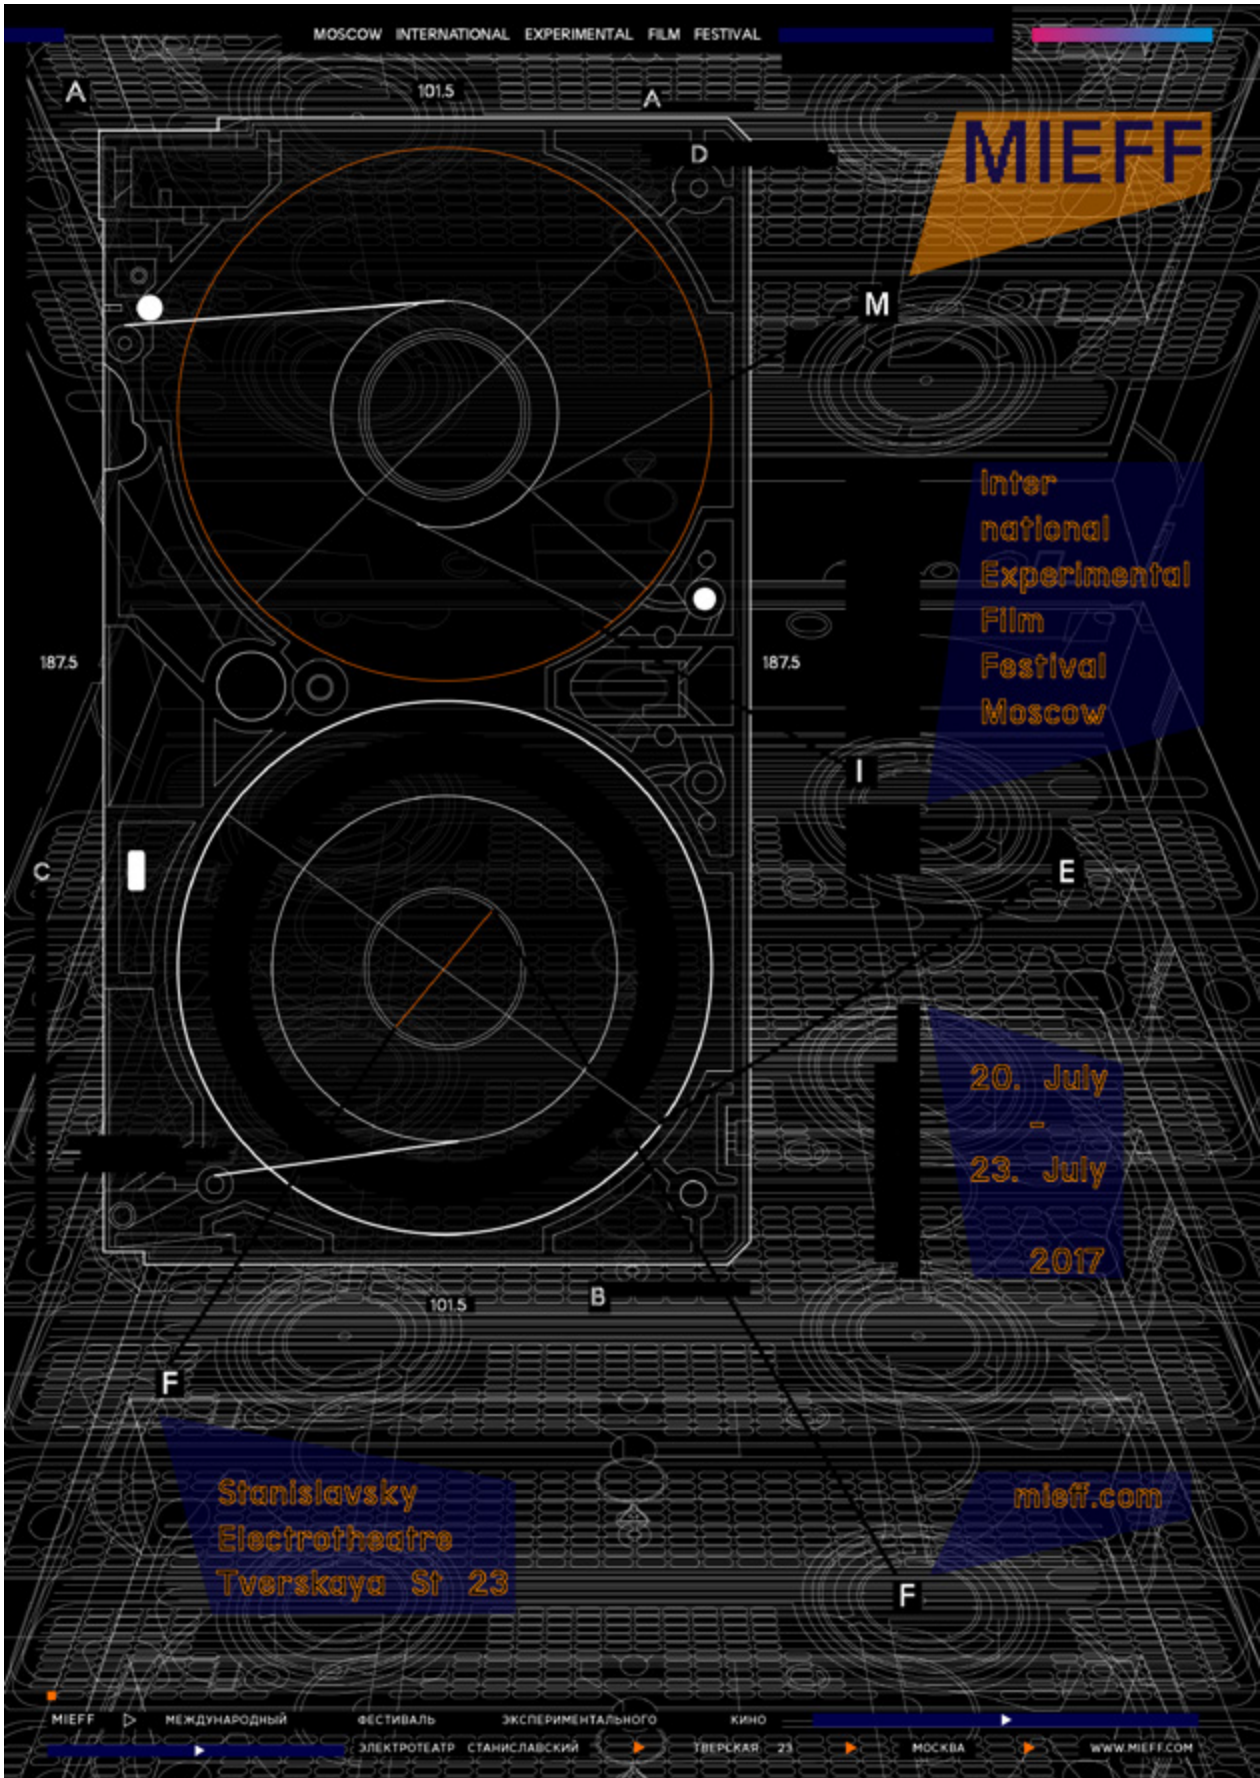 MOSCOW INTERNATIONAL EXPERIMENTAL FILM FESTIVAL
A
101.5
A
D
MIEFF
M
Inter
national
Experimental
Film
Festival
Moscow
187.5
187.5
I
C
E
20. July
-
23. July
2017
B
101.5
F
Stanislavsky
Electrotheatre
Tverskaya St 23
mieff.com
F
MIEFF МЕЖДУНАРОДНЫЙ ФЕСТИВАЛЬ ЭКСПЕРИМЕНТАЛЬНОГО КИНО
ЭЛЕКТРОТЕАТР СТАНИСЛАВСКИЙ ТВЕРСКАЯ 23 МОСКВА WWW.MIEFF.COM